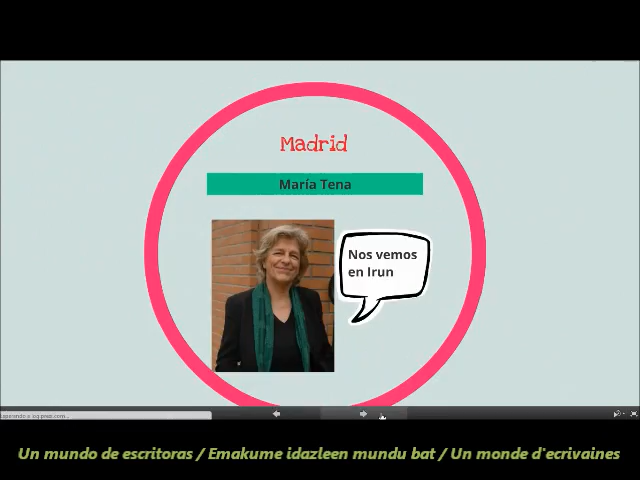 Madrid
María Tena
Nos vemos
en Irun
Un mundo de escritoras / Emakume idazleen mundu bat / Un monde d'ecrivaines